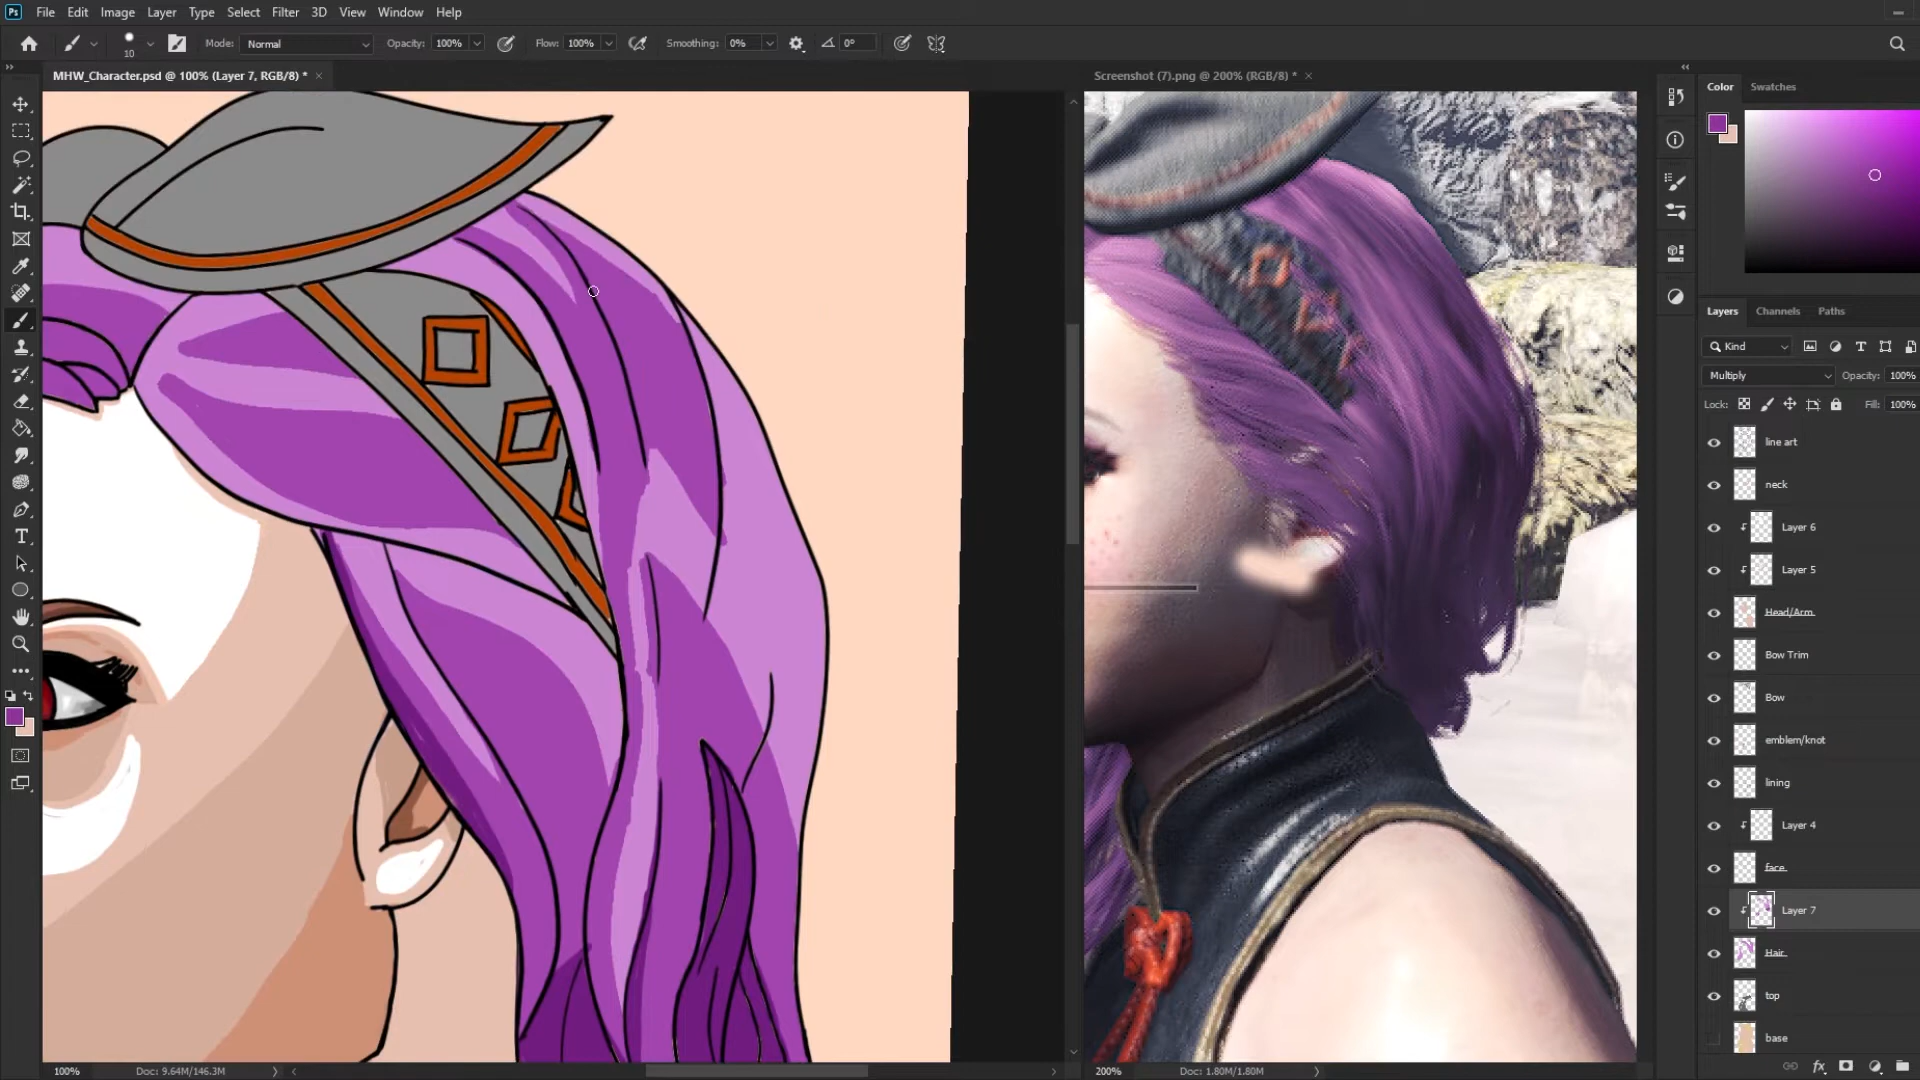 Ps File Edit Image Layer Type Select Filter 3D View Window Help
10 Mode: Normal Opacity: 100% Flow: 100% Smoothing: 0% 0°
MHW_Character.psd @ 100% (Layer 7, RGB/8) * ×
Screenshot (7).png @ 200% (RGB/8) * ×
Color Swatches
Layers Channels Paths
Kind
Multiply Opacity: 100%
Lock: Fill: 100%
line art
neck
Layer 6
Layer 5
Head/Arm
Bow Trim
Bow
emblem/knot
lining
Layer 4
face
Layer 7
Hair
top
base
100% Doc: 9.64M/146.3M
200% Doc: 1.80M/1.80M